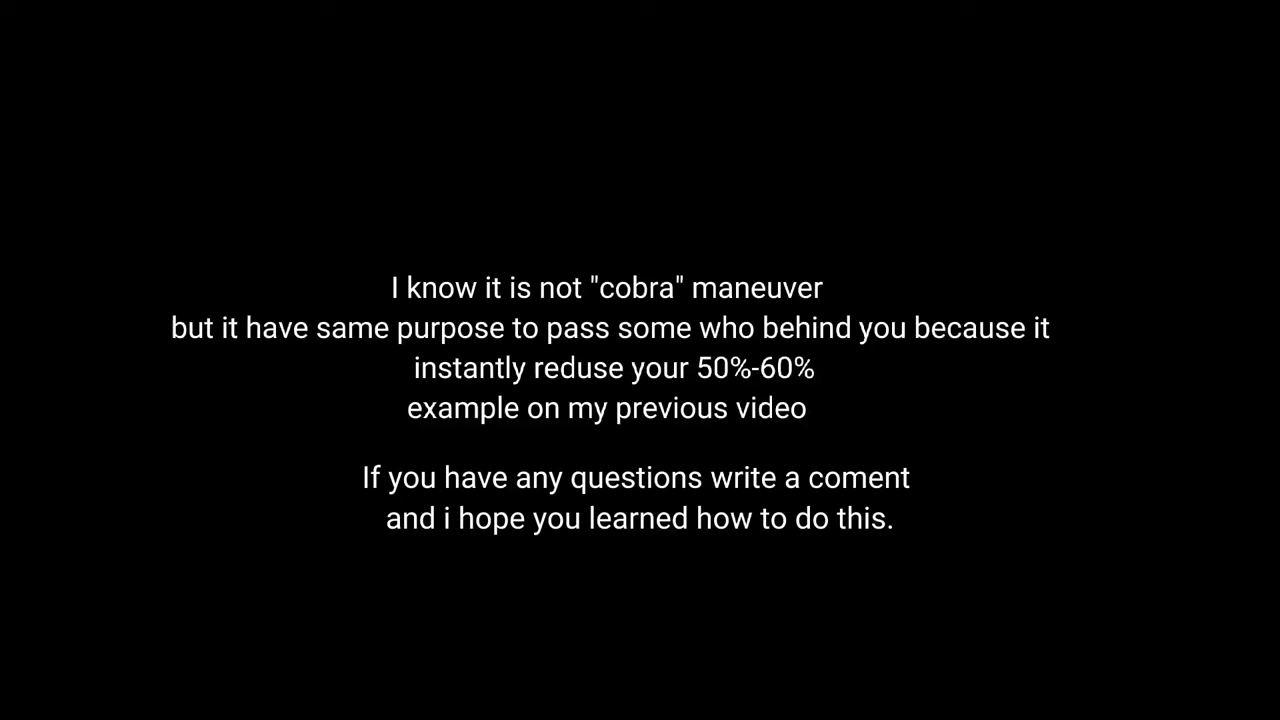 I know it is not "cobra" maneuver
but it have same purpose to pass some who behind you because it
instantly reduse your 50%-60%
example on my previous video
If you have any questions write a coment
and i hope you learned how to do this.